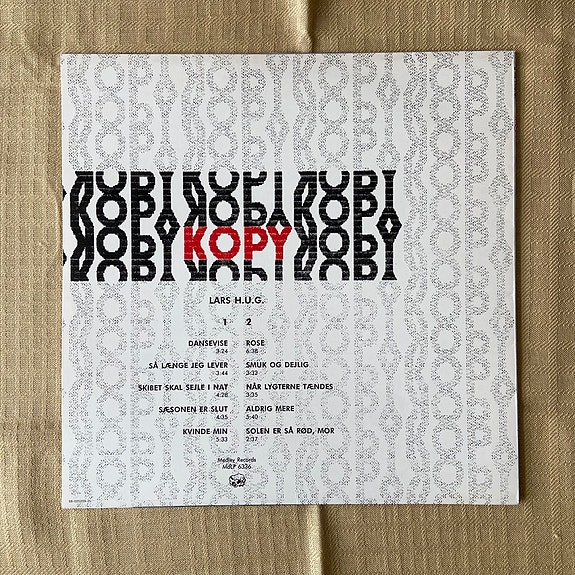 KOPY
LARS H.U.G.
1 2
DANSEVISE ROSE
3:24 6:38
SÅ LÆNGE JEG LEVER SMUK OG DEJLIG
3:44 3:23
SKIBET SKAL SEJLE I NAT NÅR LYGTERNE TÆNDES
4:28 3:35
SÆSONEN ER SLUT ALDRIG MERE
4:35 5:40
KVINDE MIN SOLEN ER SÅ RØD, MOR
5:33 2:37
Medley Records
MdLP 6336